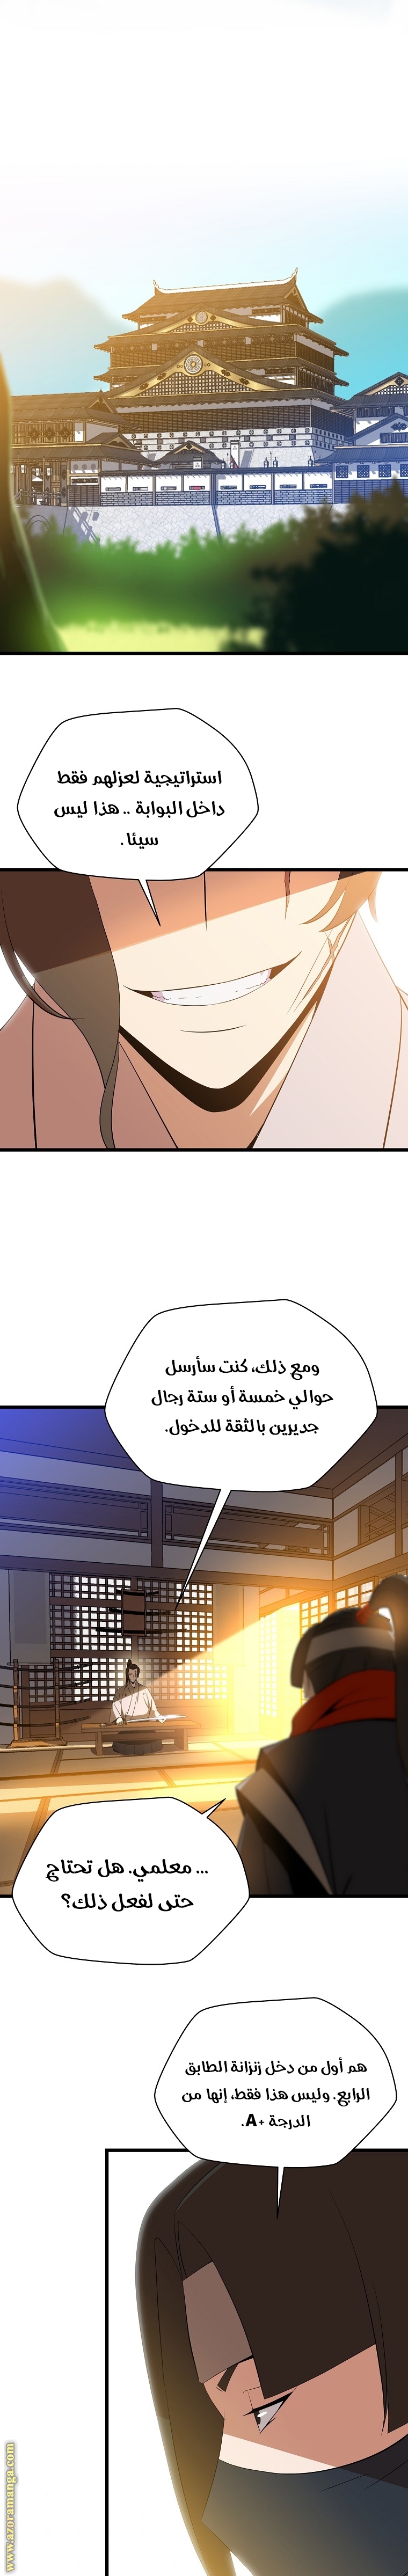 استراتيجية لعزلهم فقط
داخل البوابة .. هذا ليس
سيئا .
ومع ذلك، كنت سأرسل
حوالي خمسة أو ستة رجال
جديرين بالثقة للدخول.
... معلمي. هل تحتاج
حتى لفعل ذلك؟
هم أول من دخل زنزانة الطابق
الرابع. وليس هذا فقط، إنها من
الدرجة +A.
www.azoramanga.com